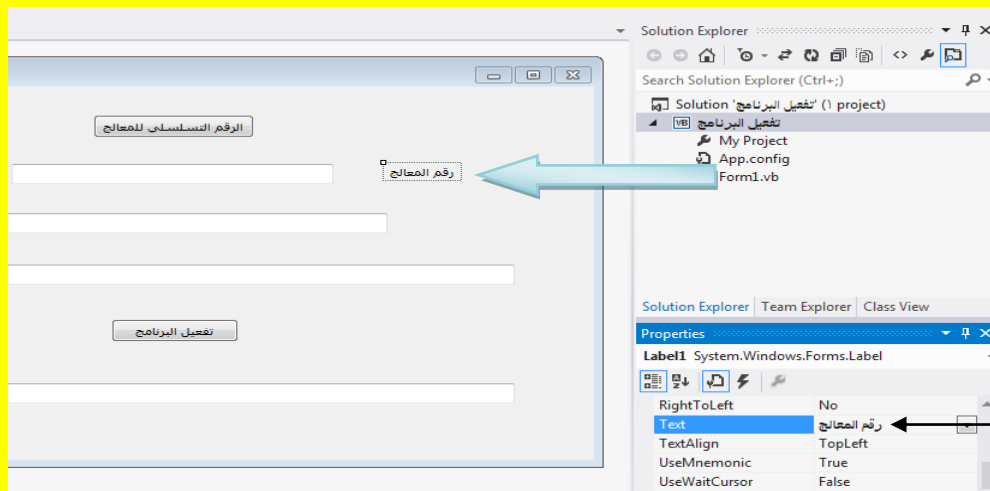 Solution Explorer
Search Solution Explorer (Ctrl+;)
Solution 'تفعيل البرنامج' (١ project)
تفعيل البرنامج
My Project
App.config
Form1.vb
الرقم التسلسلي للمعالج
رقم المعالج
تفعيل البرنامج
Solution Explorer Team Explorer Class View
Properties
Label1 System.Windows.Forms.Label
RightToLeft No
Text رقم المعالج
TextAlign TopLeft
UseMnemonic True
UseWaitCursor False